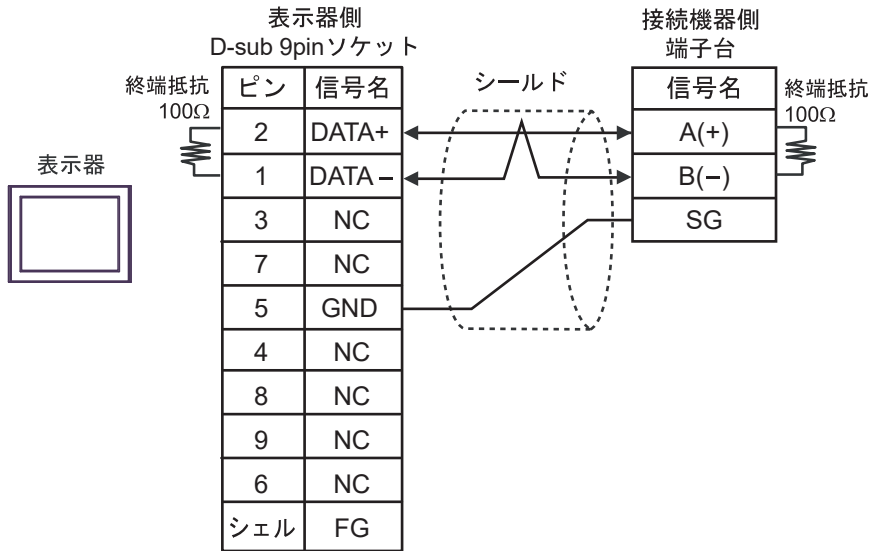 表示器側
D-sub 9pinソケット
接続機器側
端子台
終端抵抗
100Ω
ピン 信号名
シールド
信号名
終端抵抗
100Ω
2 DATA+
A(+)
表示器
1 DATA−
B(−)
3 NC
SG
7 NC
5 GND
4 NC
8 NC
9 NC
6 NC
シェル FG